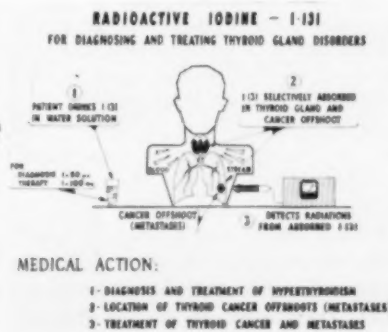 RADIOACTIVE IODINE - I-131
FOR DIAGNOSING AND TREATING THYROID GLAND DISORDERS
1
PATIENT DRINKS I-131
IN WATER SOLUTION
2
I-131 SELECTIVELY ABSORBED
IN THYROID GLAND AND
CANCER OFFSHOOT
BLOOD STREAM
FOR
DIAGNOSIS
THERAPY
CANCER OFFSHOOT
(METASTASES)
3 DETECTS RADIATIONS
FROM ABSORBED I-131
MEDICAL ACTION:
1 - DIAGNOSIS AND TREATMENT OF HYPERTHYROIDISM
2 - LOCATION OF THYROID CANCER OFFSHOOTS (METASTASES
3 - TREATMENT OF THYROID CANCER AND METASTASES